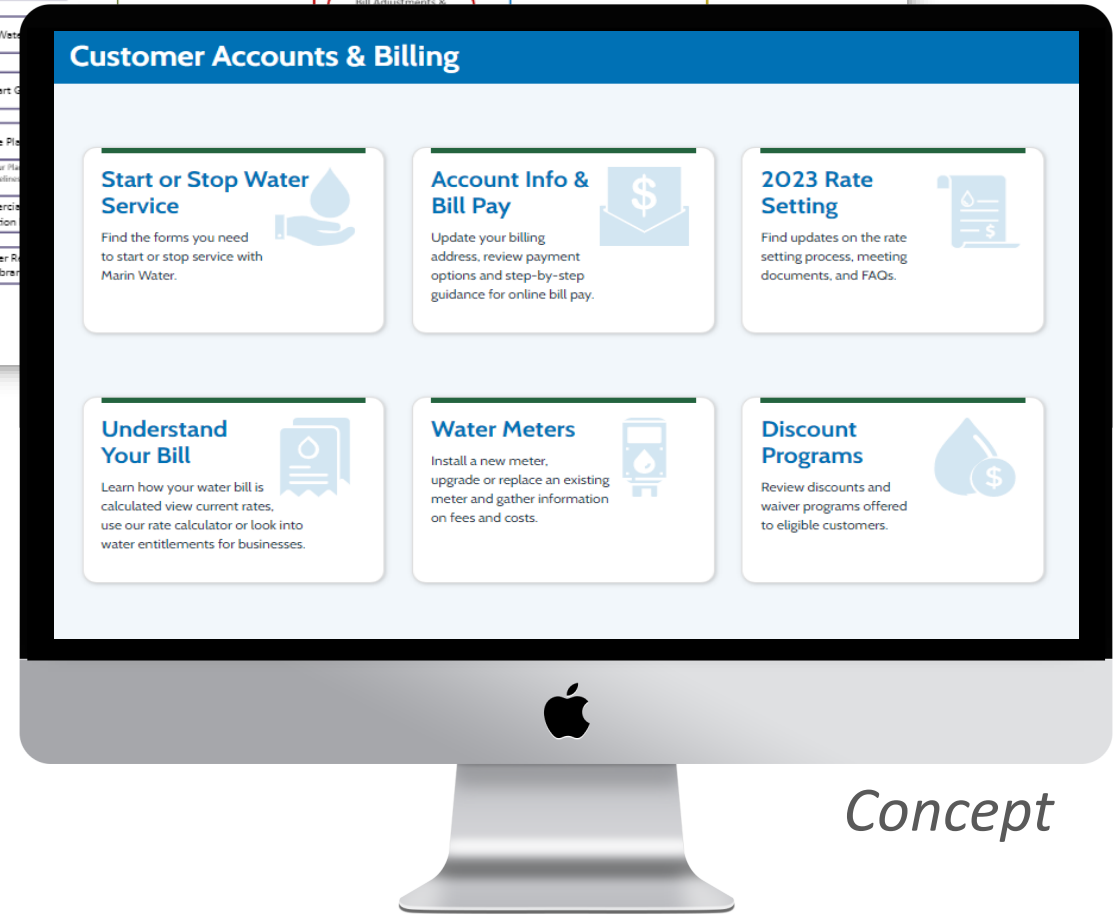 Bill Adjustments &
Customer Accounts & Billing
Start or Stop Water
Service
Find the forms you need
to start or stop service with
Marin Water.
Account Info &
Bill Pay
$
Update your billing
address, review payment
options and step-by-step
guidance for online bill pay.
2023 Rate
Setting
$
Find updates on the rate
setting process, meeting
documents, and FAQs.
Understand
Your Bill
Learn how your water bill is
calculated view current rates,
use our rate calculator or look into
water entitlements for businesses.
Water Meters
Install a new meter,
upgrade or replace an existing
meter and gather information
on fees and costs.
Discount
Programs
$
Review discounts and
waiver programs offered
to eligible customers.
Concept